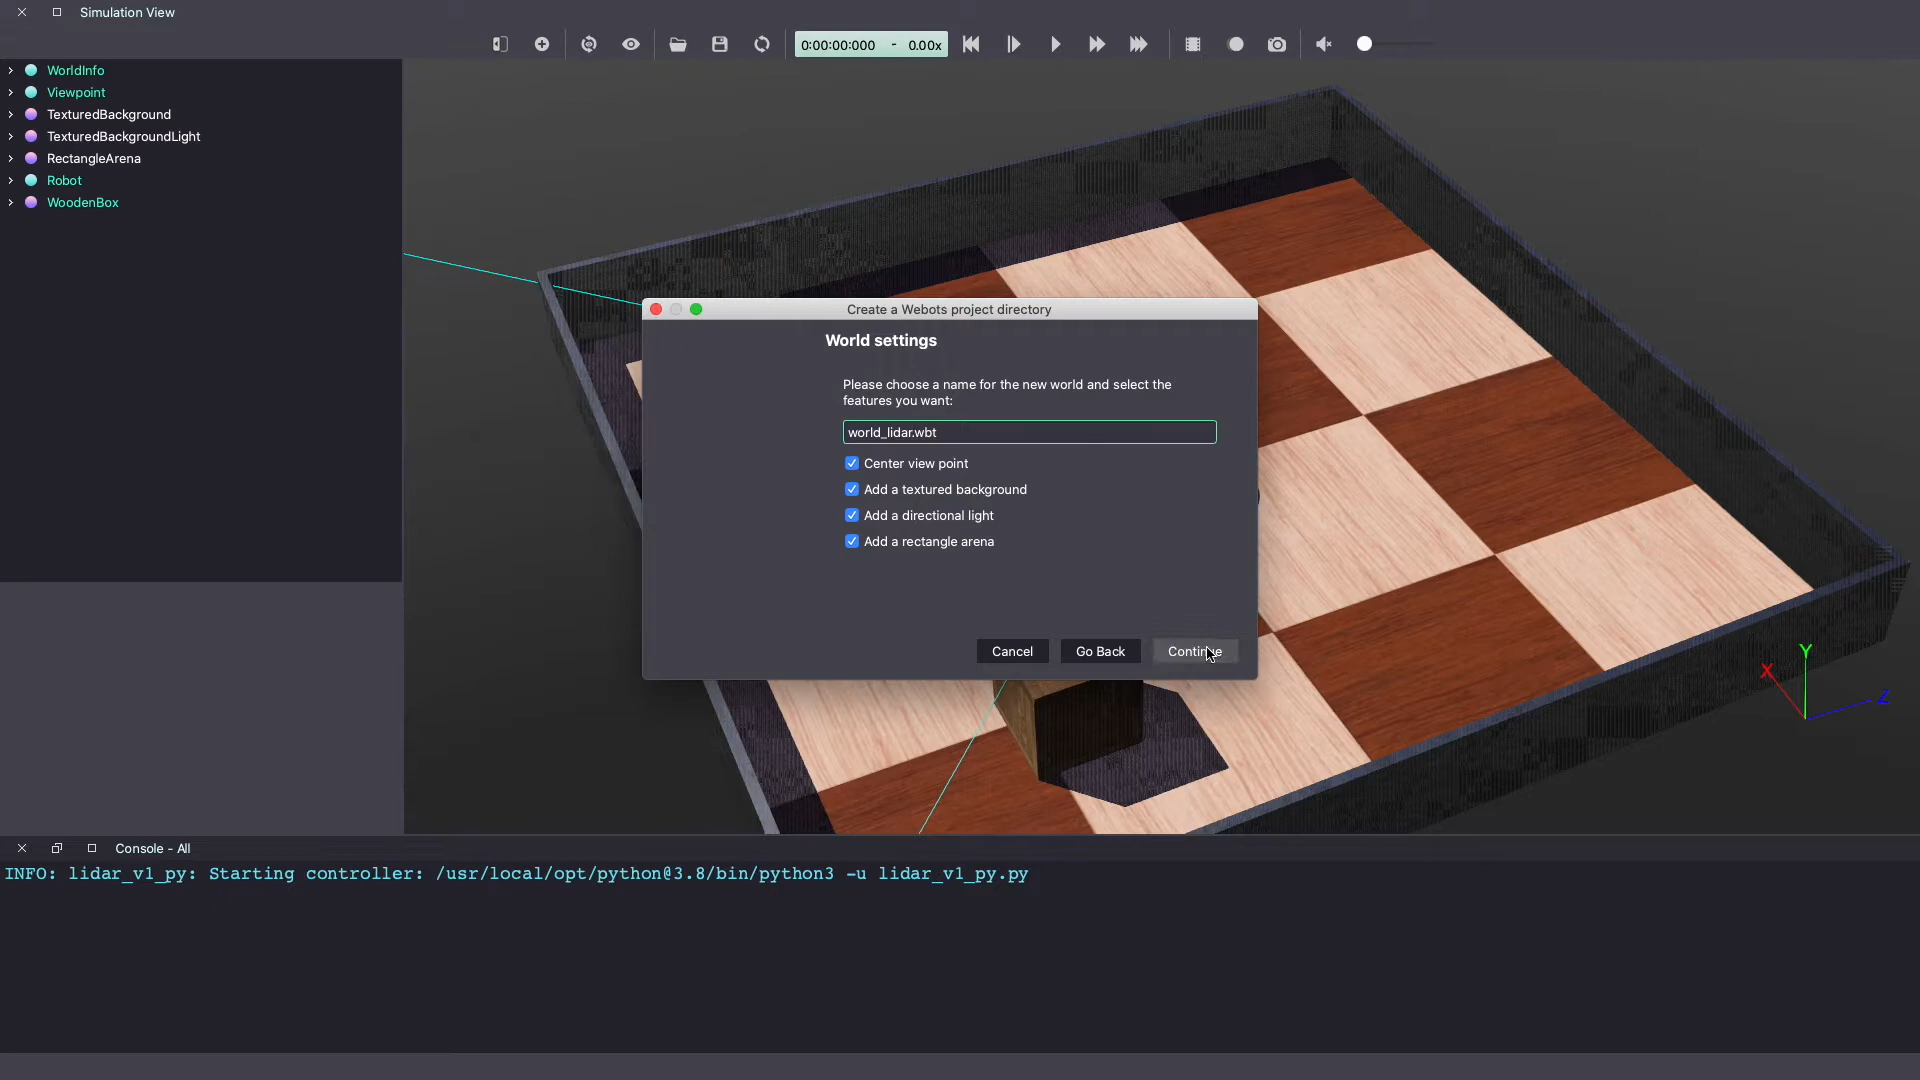 Simulation View
0:00:00:000 - 0.00x
WorldInfo
Viewpoint
TexturedBackground
TexturedBackgroundLight
RectangleArena
Robot
WoodenBox
Create a Webots project directory
World settings
Please choose a name for the new world and select the
features you want:
world_lidar.wbt
Center view point
Add a textured background
Add a directional light
Add a rectangle arena
Cancel
Go Back
Continue
Y
X
Z
Console - All
INFO: lidar_v1_py: Starting controller: /usr/local/opt/python@3.8/bin/python3 -u lidar_v1_py.py